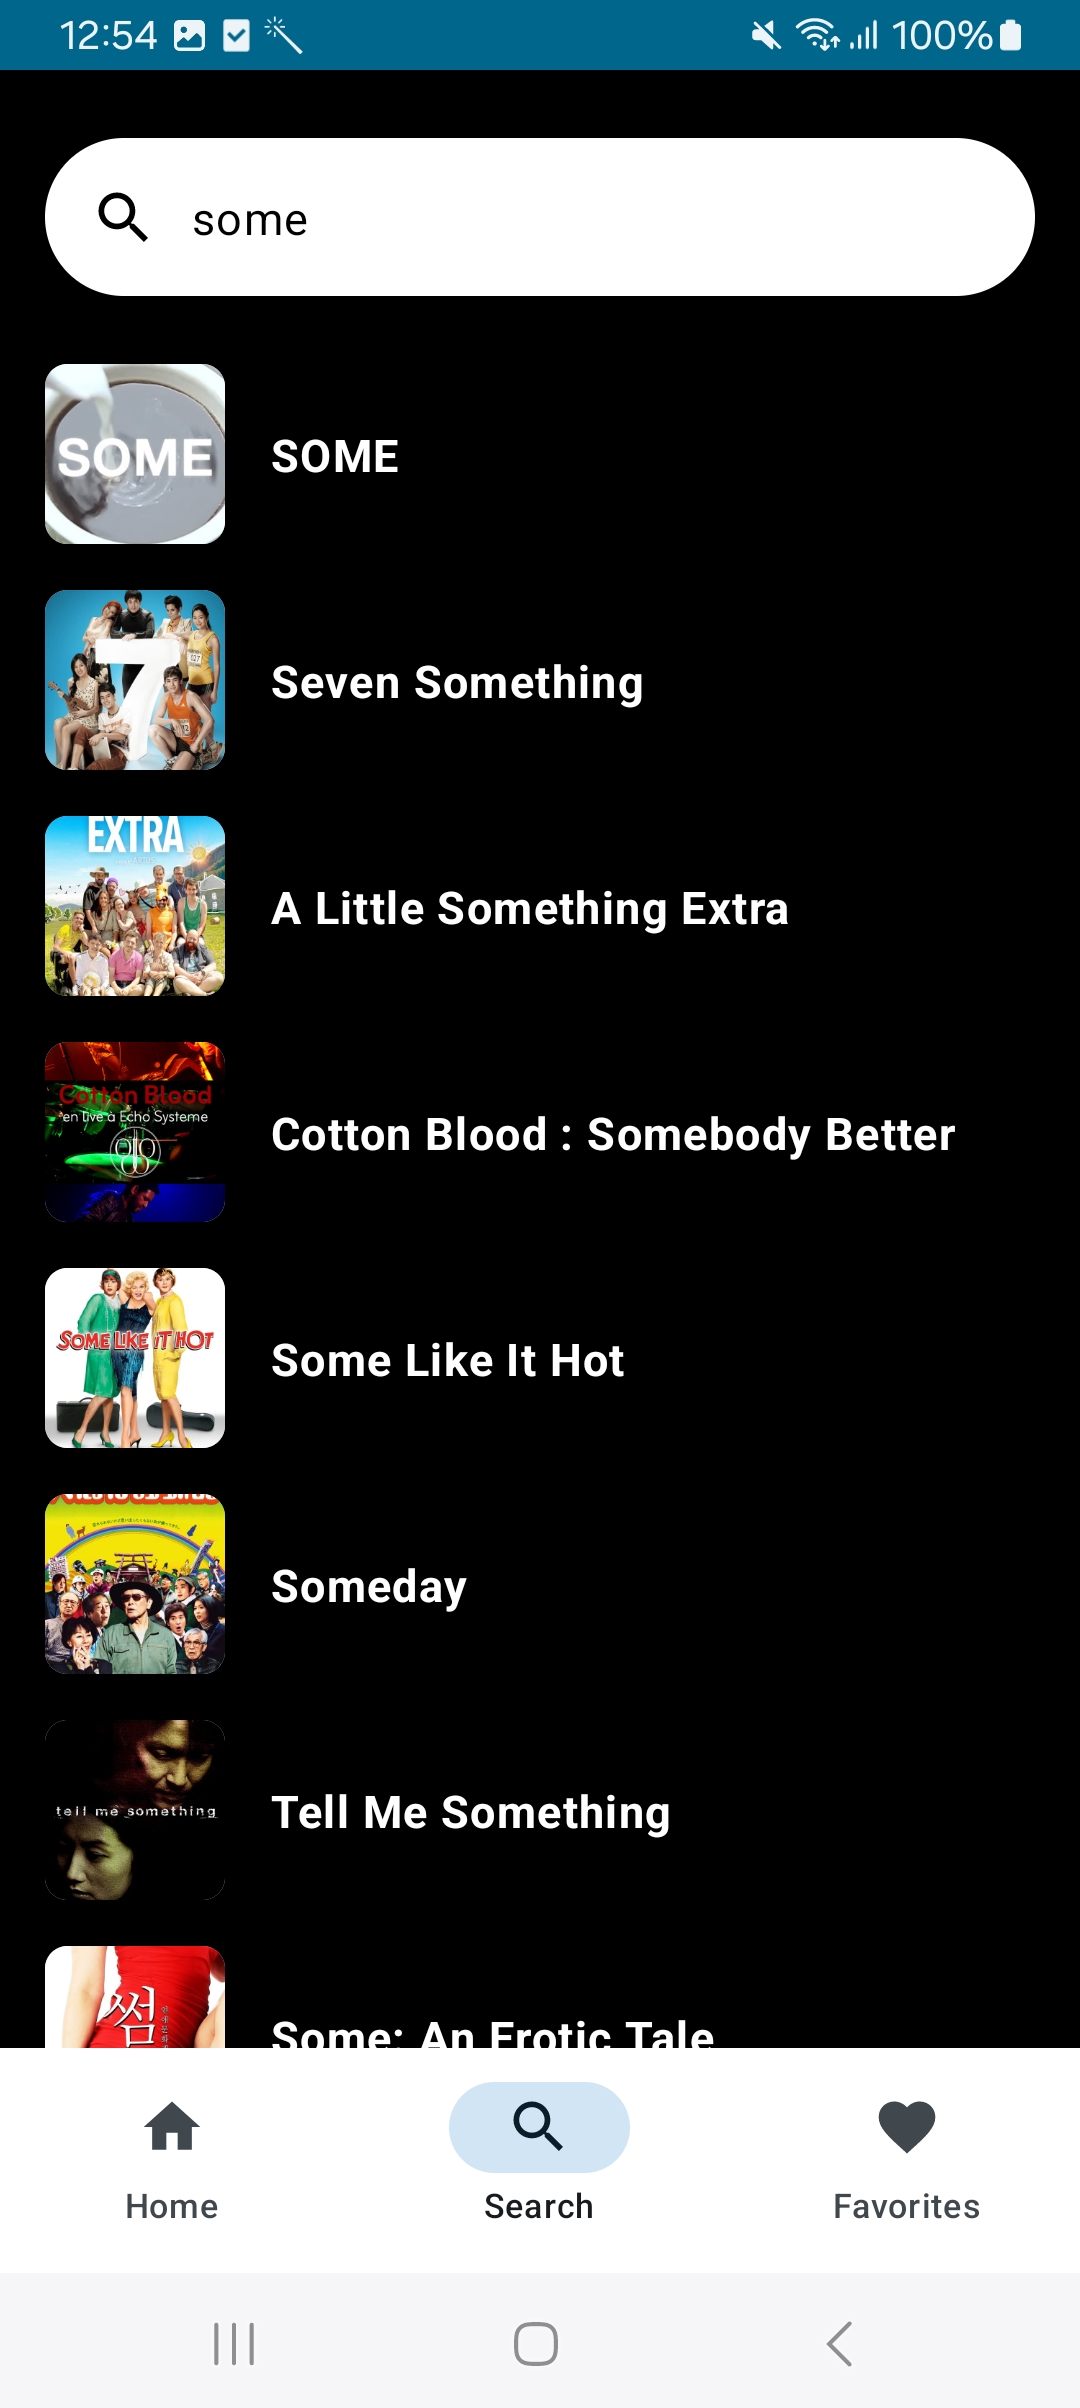 12:54
100%
some
SOME
SOME
7
Seven Something
EXTRA
A Little Something Extra
Cotton Blood
en live à Echo Systeme
Cotton Blood : Somebody Better
SOME LIKE IT HOT
Some Like It Hot
Someday
tell me something
Tell Me Something
썸
Some: An Erotic Tale
Home
Search
Favorites